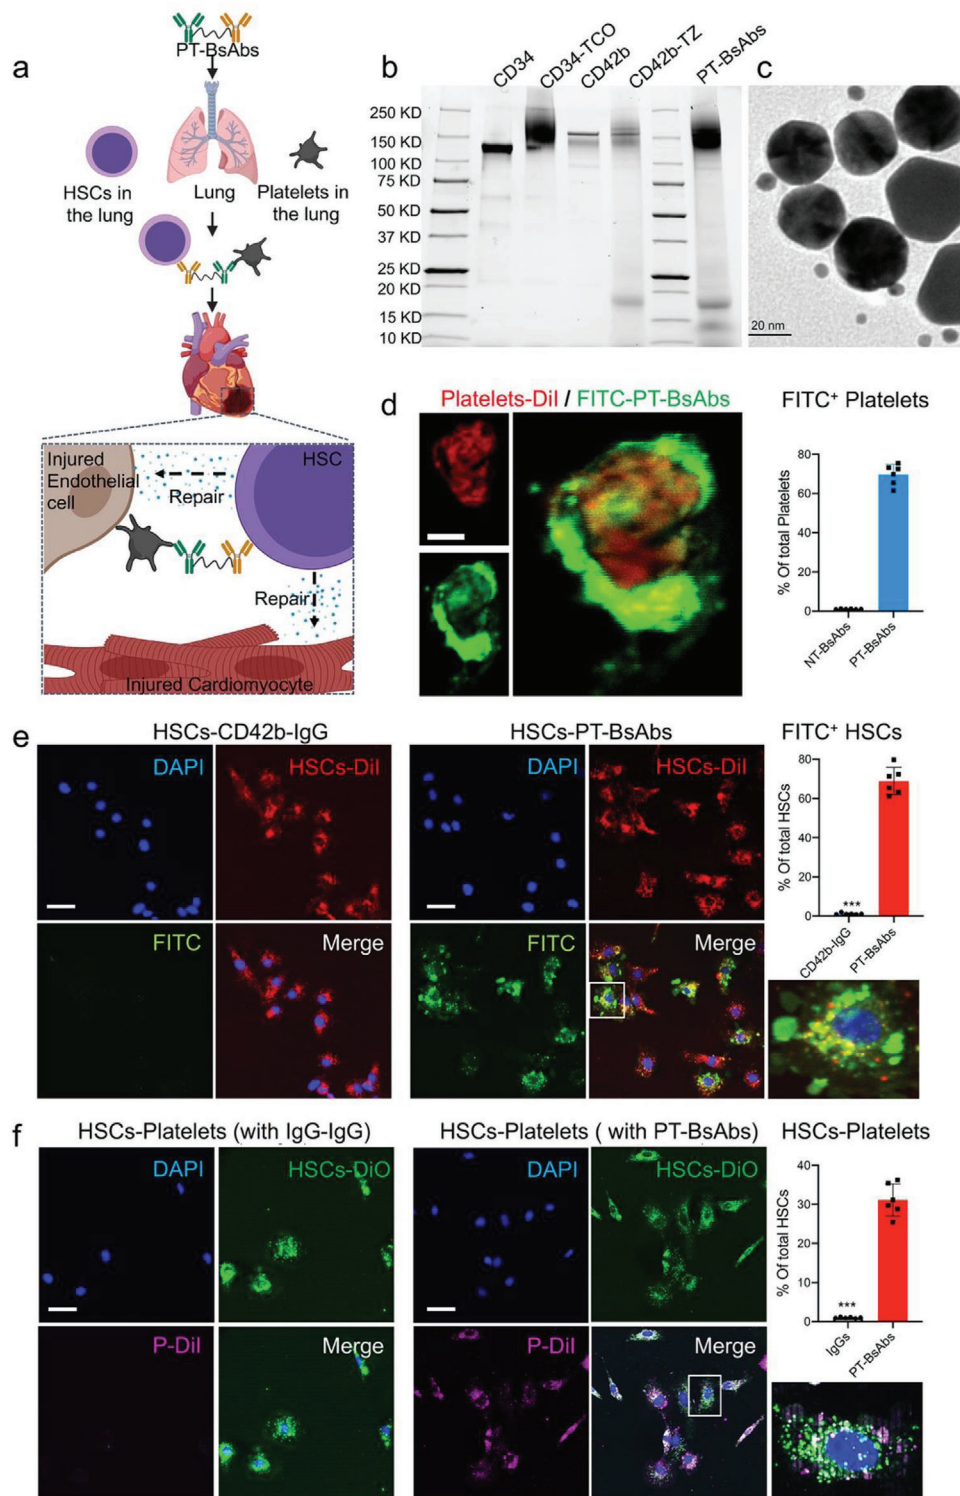 a
PT-BsAbs
HSCs in
the lung
Lung
Platelets in
the lung
Injured
Endothelial
cell
HSC
Repair
Repair
Injured Cardiomyocyte
b
CD34
CD34-TCO
CD42b
CD42b-TZ
PT-BsAbs
250 KD
150 KD
100 KD
75 KD
50 KD
37 KD
25 KD
20 KD
15 KD
10 KD
c
20 nm
d
Platelets-DiI / FITC-PT-BsAbs
FITC+ Platelets
% Of total Platelets
80
60
40
20
0
NT-BsAbs
PT-BsAbs
e
HSCs-CD42b-IgG
DAPI
HSCs-DiI
FITC
Merge
HSCs-PT-BsAbs
DAPI
HSCs-DiI
FITC
Merge
FITC+ HSCs
% Of total HSCs
80
60
40
20
0
***
CD42b-IgG
PT-BsAbs
f
HSCs-Platelets (with IgG-IgG)
DAPI
HSCs-DiO
P-DiI
Merge
HSCs-Platelets ( with PT-BsAbs)
DAPI
HSCs-DiO
P-DiI
Merge
HSCs-Platelets
% Of total HSCs
40
30
20
10
0
***
IgGs
PT-BsAbs